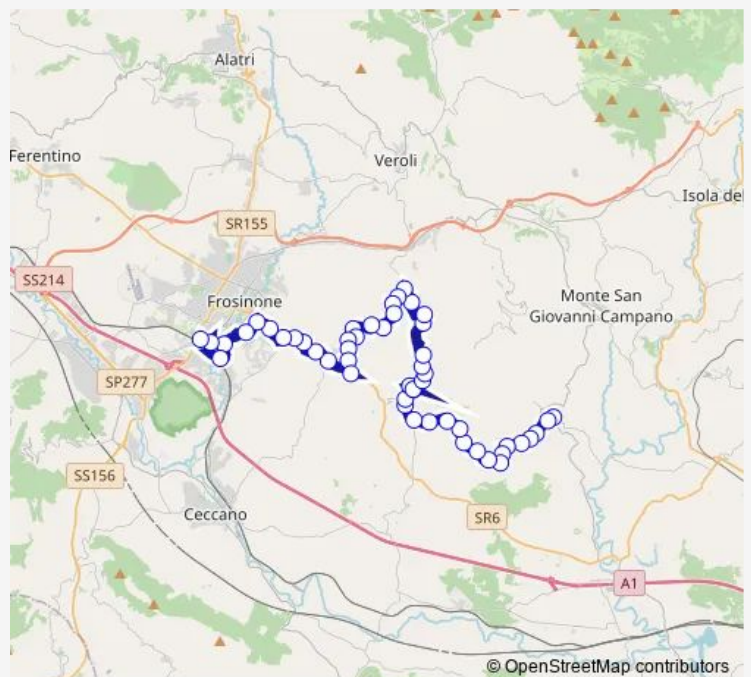 Alatri
Ferentino
Veroli
Isola del
SR155
SS214
Frosinone
Monte San
Giovanni Campano
SP277
SS156
Ceccano
SR6
A1
© OpenStreetMap contributors